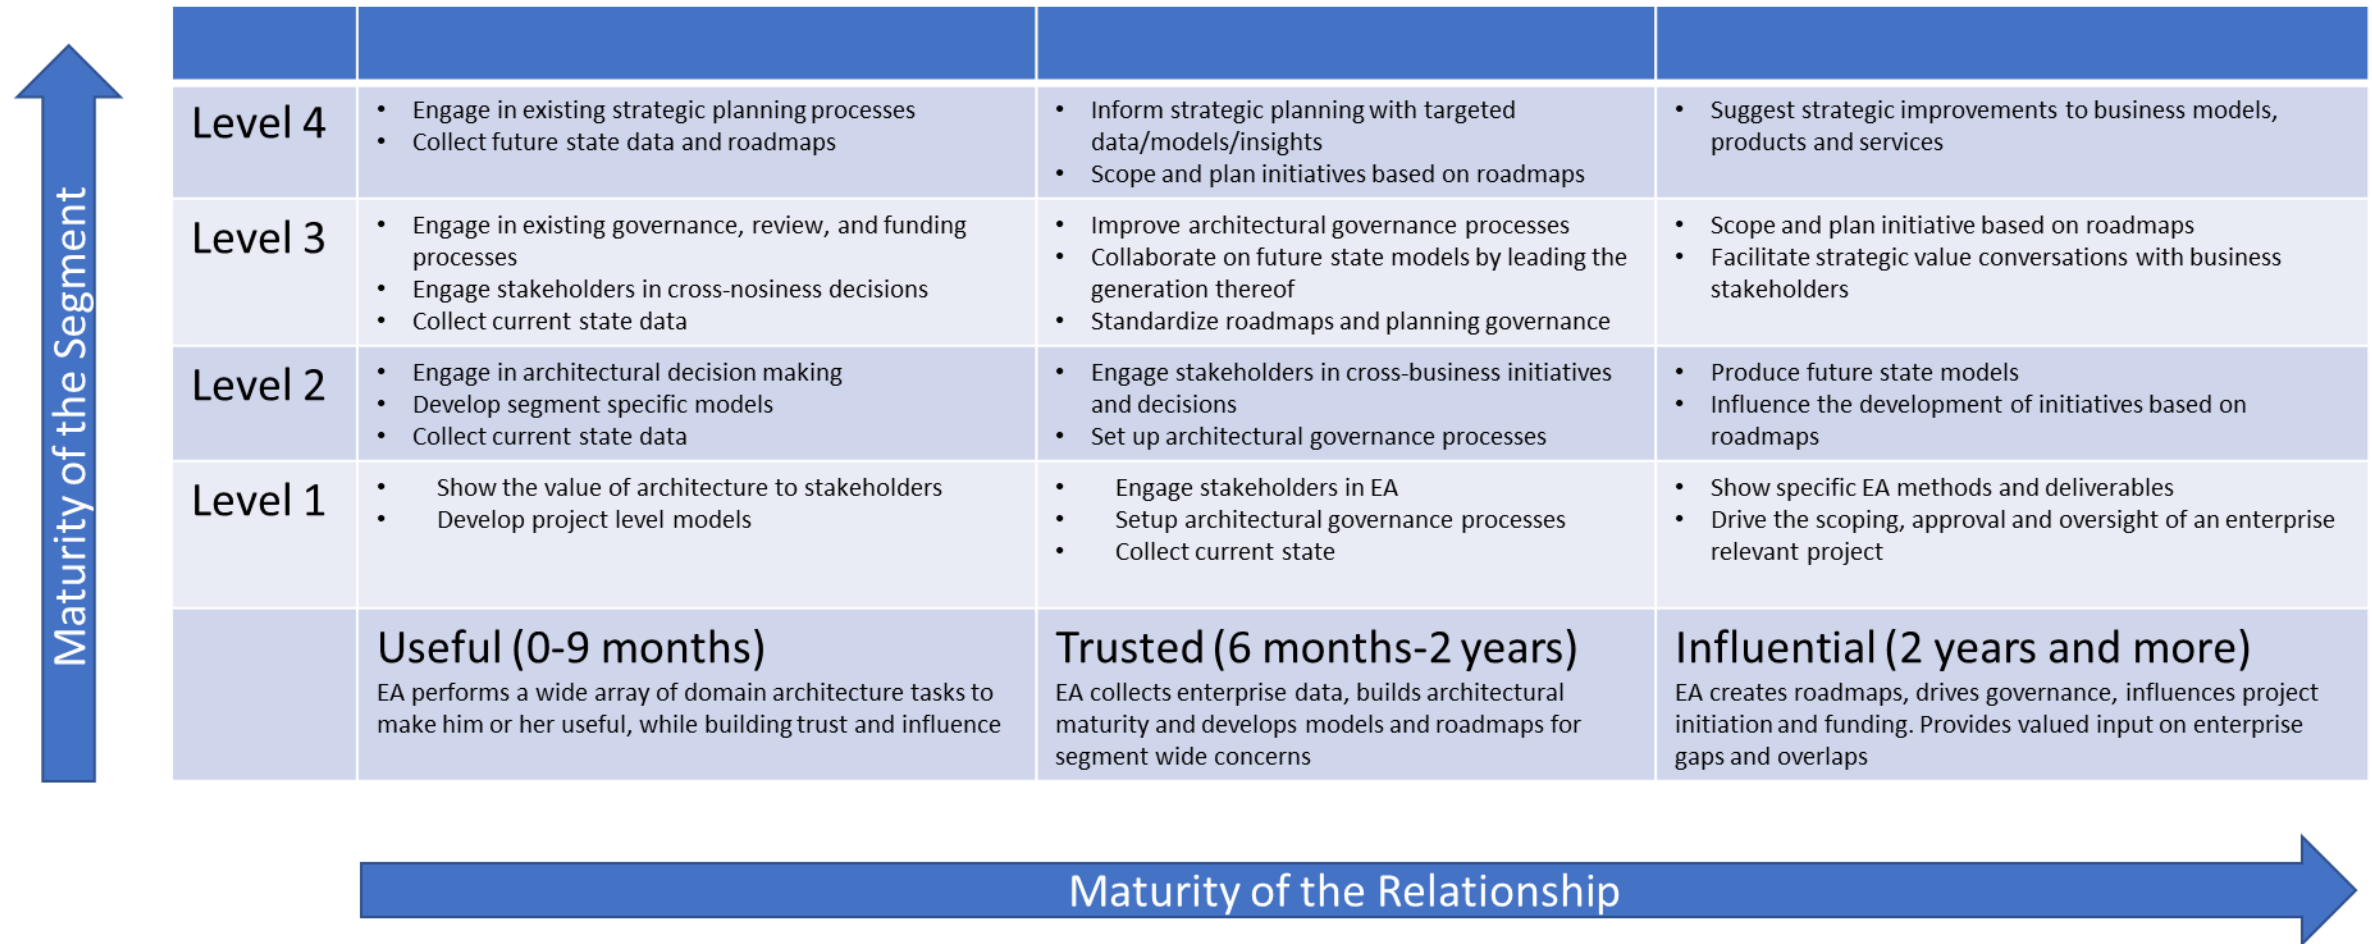 Maturity of the Segment
Level 4
• Engage in existing strategic planning processes
• Collect future state data and roadmaps
• Inform strategic planning with targeted
data/models/insights
• Scope and plan initiatives based on roadmaps
• Suggest strategic improvements to business models,
products and services
Level 3
• Engage in existing governance, review, and funding
processes
• Engage stakeholders in cross-nosiness decisions
• Collect current state data
• Improve architectural governance processes
• Collaborate on future state models by leading the
generation thereof
• Standardize roadmaps and planning governance
• Scope and plan initiative based on roadmaps
• Facilitate strategic value conversations with business
stakeholders
Level 2
• Engage in architectural decision making
• Develop segment specific models
• Collect current state data
• Engage stakeholders in cross-business initiatives
and decisions
• Set up architectural governance processes
• Produce future state models
• Influence the development of initiatives based on
roadmaps
Level 1
• Show the value of architecture to stakeholders
• Develop project level models
• Engage stakeholders in EA
• Setup architectural governance processes
• Collect current state
• Show specific EA methods and deliverables
• Drive the scoping, approval and oversight of an enterprise
relevant project
Useful (0-9 months)
EA performs a wide array of domain architecture tasks to
make him or her useful, while building trust and influence
Trusted (6 months-2 years)
EA collects enterprise data, builds architectural
maturity and develops models and roadmaps for
segment wide concerns
Influential (2 years and more)
EA creates roadmaps, drives governance, influences project
initiation and funding. Provides valued input on enterprise
gaps and overlaps
Maturity of the Relationship